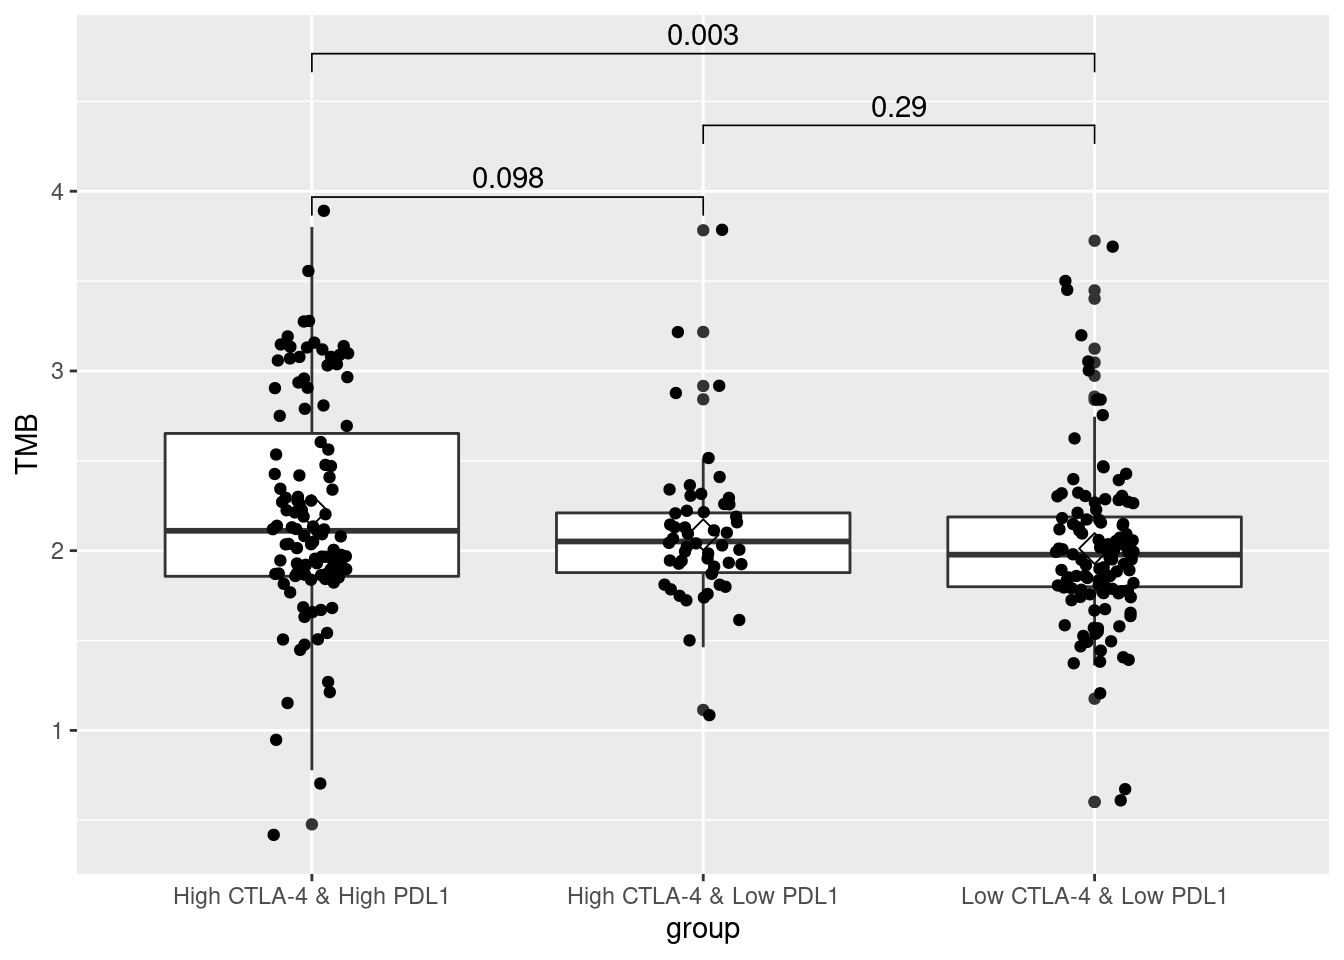 0.003
0.29
0.098
4
3
2
1
TMB
High CTLA-4 & High PDL1
High CTLA-4 & Low PDL1
Low CTLA-4 & Low PDL1
group